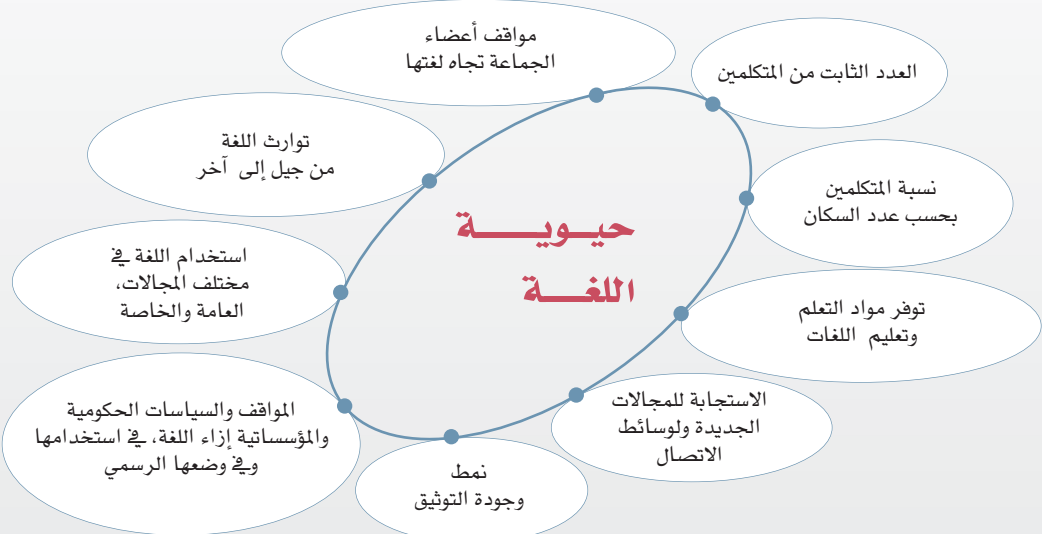 مواقف أعضاء
الجماعة تجاه لغتها
العدد الثابت من المتكلمين
توارث اللغة
من جيل إلى آخر
نسبة المتكلمين
بحسب عدد السكان
حيويـة
اللغـة
استخدام اللغة في
مختلف المجالات،
العامة والخاصة
توفر مواد التعلم
وتعليم اللغات
المواقف والسياسات الحكومية
والمؤسساتية إزاء اللغة، في استخدامها
وفي وضعها الرسمي
الاستجابة للمجالات
الجديدة ولوسائط
الاتصال
نمط
وجودة التوثيق